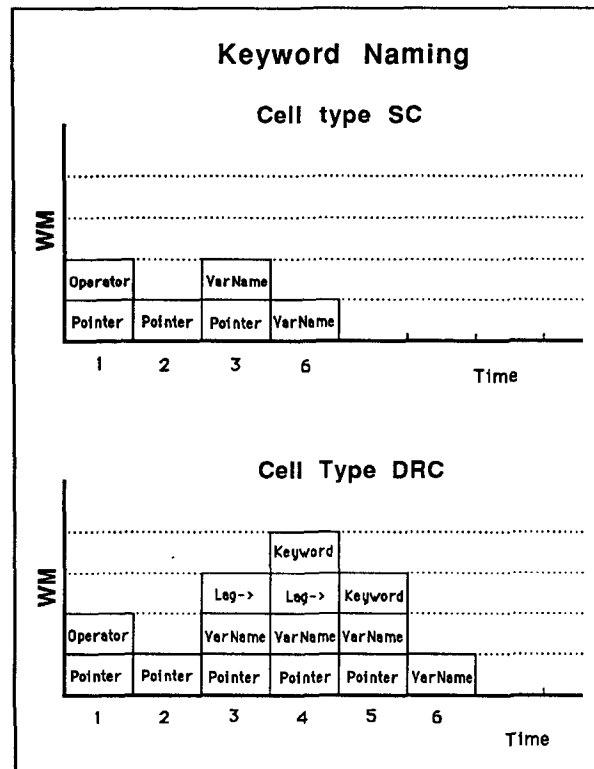 Keyword Naming
Cell type SC
WM
Operator VarName
Pointer Pointer Pointer VarName
1 2 3 6
Time
Cell Type DRC
WM
Keyword
Lag-> Lag-> Keyword
Operator VarName VarName VarName
Pointer Pointer Pointer Pointer Pointer VarName
1 2 3 4 5 6
Time